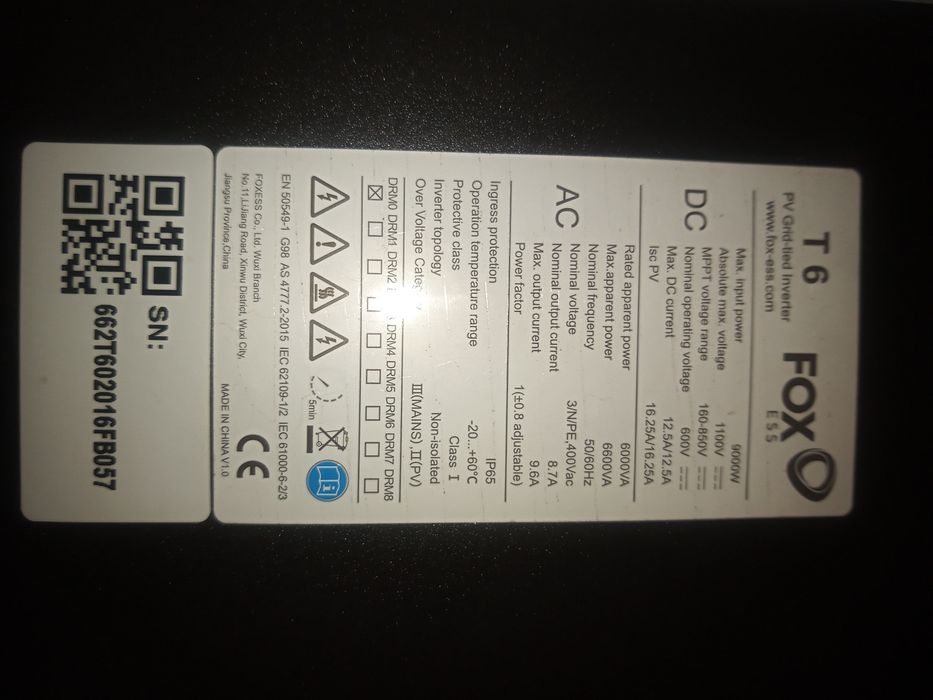 T 6
FOX
ESS
PV Grid-tied Inverter
www.fox-ess.com
DC
Max. input power 9000W
Absolute max. voltage 1100V
MPPT voltage range 160-850V
Nominal operating voltage 600V
Max. DC current 12.5A/12.5A
Isc PV 16.25A/16.25A
AC
Rated apparent power 6000VA
Max.apparent power 6600VA
Nominal frequency 50/60Hz
Nominal voltage 3/N/PE,400Vac
Nominal output current 8.7A
Max. output current 9.6A
Power factor 1(±0.8 adjustable)
Ingress protection IP65
Operation temperature range -20...+60°C
Protective class Class I
Inverter topology Non-isolated
Over Voltage III(MAINS),II(PV)
DRM0 DRM1 DRM2 DRM4 DRM5 DRM6 DRM7 DRM8
5min
EN 50549-1 G98 AS 4777.2-2015 IEC 62109-1/2 IEC 61000-6-2/3
FOXESS Co., Ltd. Wuxi Branch
No.11,LiJiang Road, Xinwu District, Wuxi City,
Jiangsu Province,China
CE
MADE IN CHINA V1.0
SN:
662T602016FB057